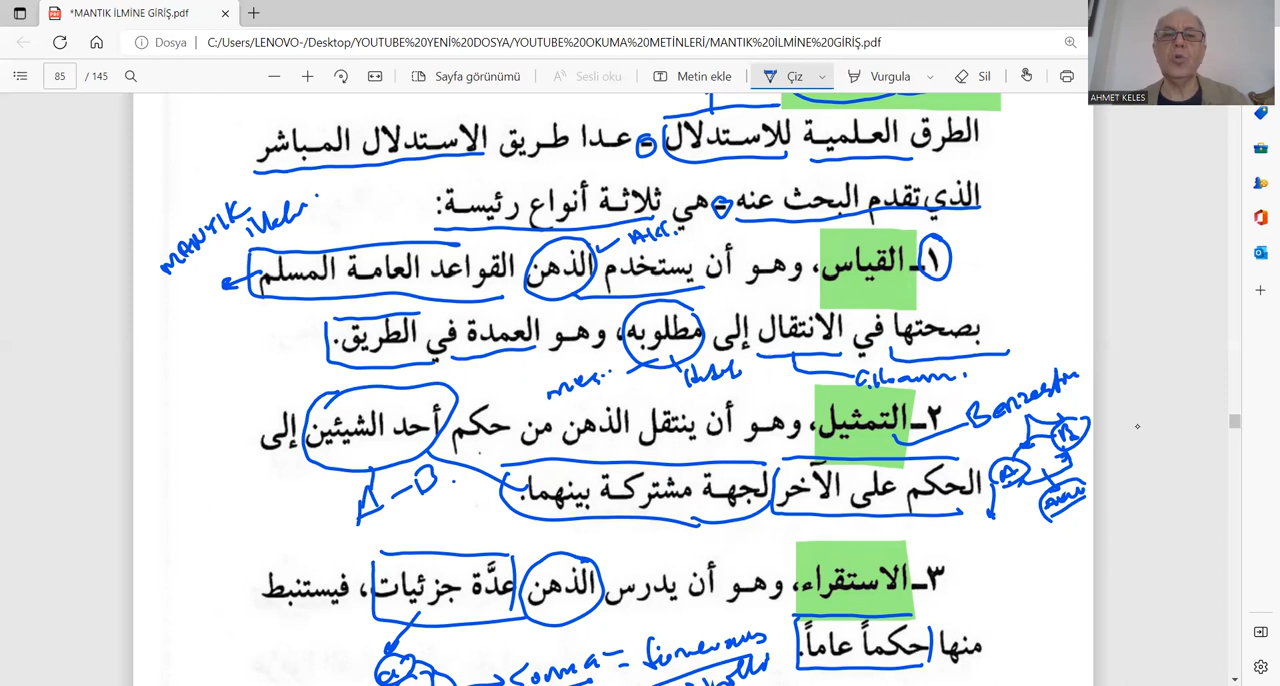 *MANTIK İLMİNE GİRİŞ.pdf
Dosya C:/Users/LENOVO-/Desktop/YOUTUBE%20YENİ%20DOSYA/YOUTUBE%20OKUMA%20METİNLERİ/MANTIK%20İLMİNE%20GİRİŞ.pdf
85 / 145 Sayfa görünümü Sesli oku Metin ekle Çiz Vurgula Sil
AHMET KELES
الطرق العلمية للاستدلال - عدا طريق الاستدلال المباشر
الذي تقدم البحث عنه - هي ثلاثة أنواع رئيسة:
MANTIK
Akıl
١ـ القياس، وهو أن يستخدم الذهن القواعد العامة المسلم
بصحتها في الانتقال إلى مطلوبه، وهو العمدة في الطريق.
٢ـ التمثيل، وهو أن ينتقل الذهن من حكم أحد الشيئين إلى
الحكم على الآخر لجهة مشتركة بينهما.
A - B.
٣ـ الاستقراء، وهو أن يدرس الذهن عدَّة جزئيات، فيستنبط
منها حكماً عاماً.